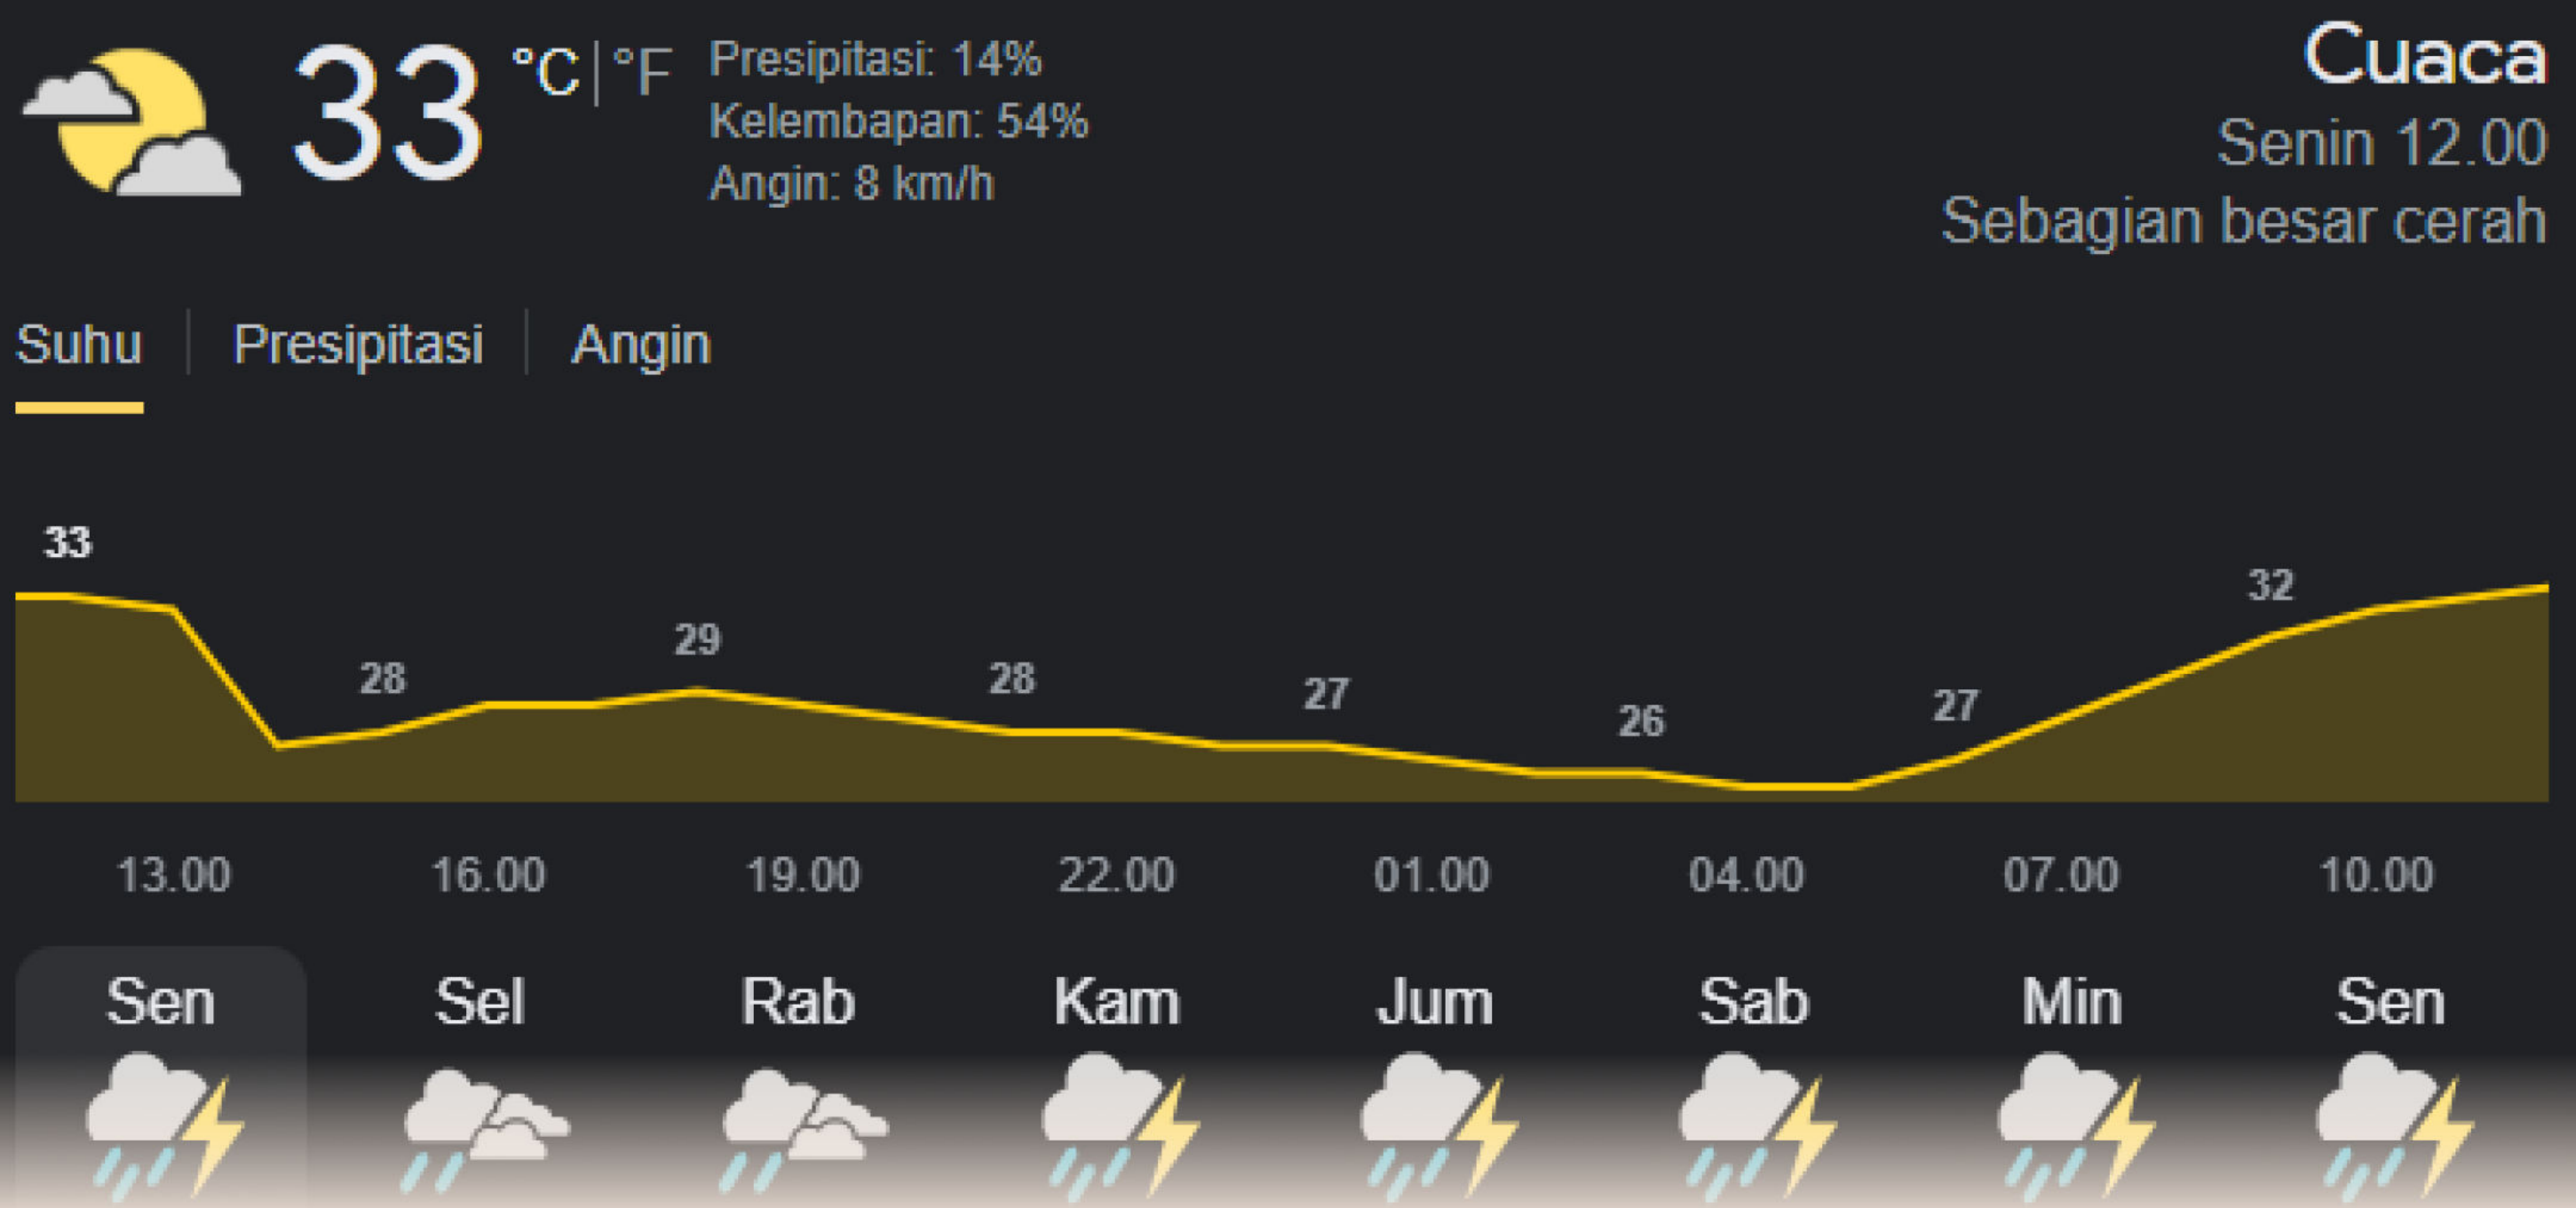 33 °C | °F
Presipitasi: 14%
Kelembapan: 54%
Angin: 8 km/h
Cuaca
Senin 12.00
Sebagian besar cerah
Suhu | Presipitasi | Angin
33 28 29 28 27 26 27 32
13.00 16.00 19.00 22.00 01.00 04.00 07.00 10.00
Sen Sel Rab Kam Jum Sab Min Sen